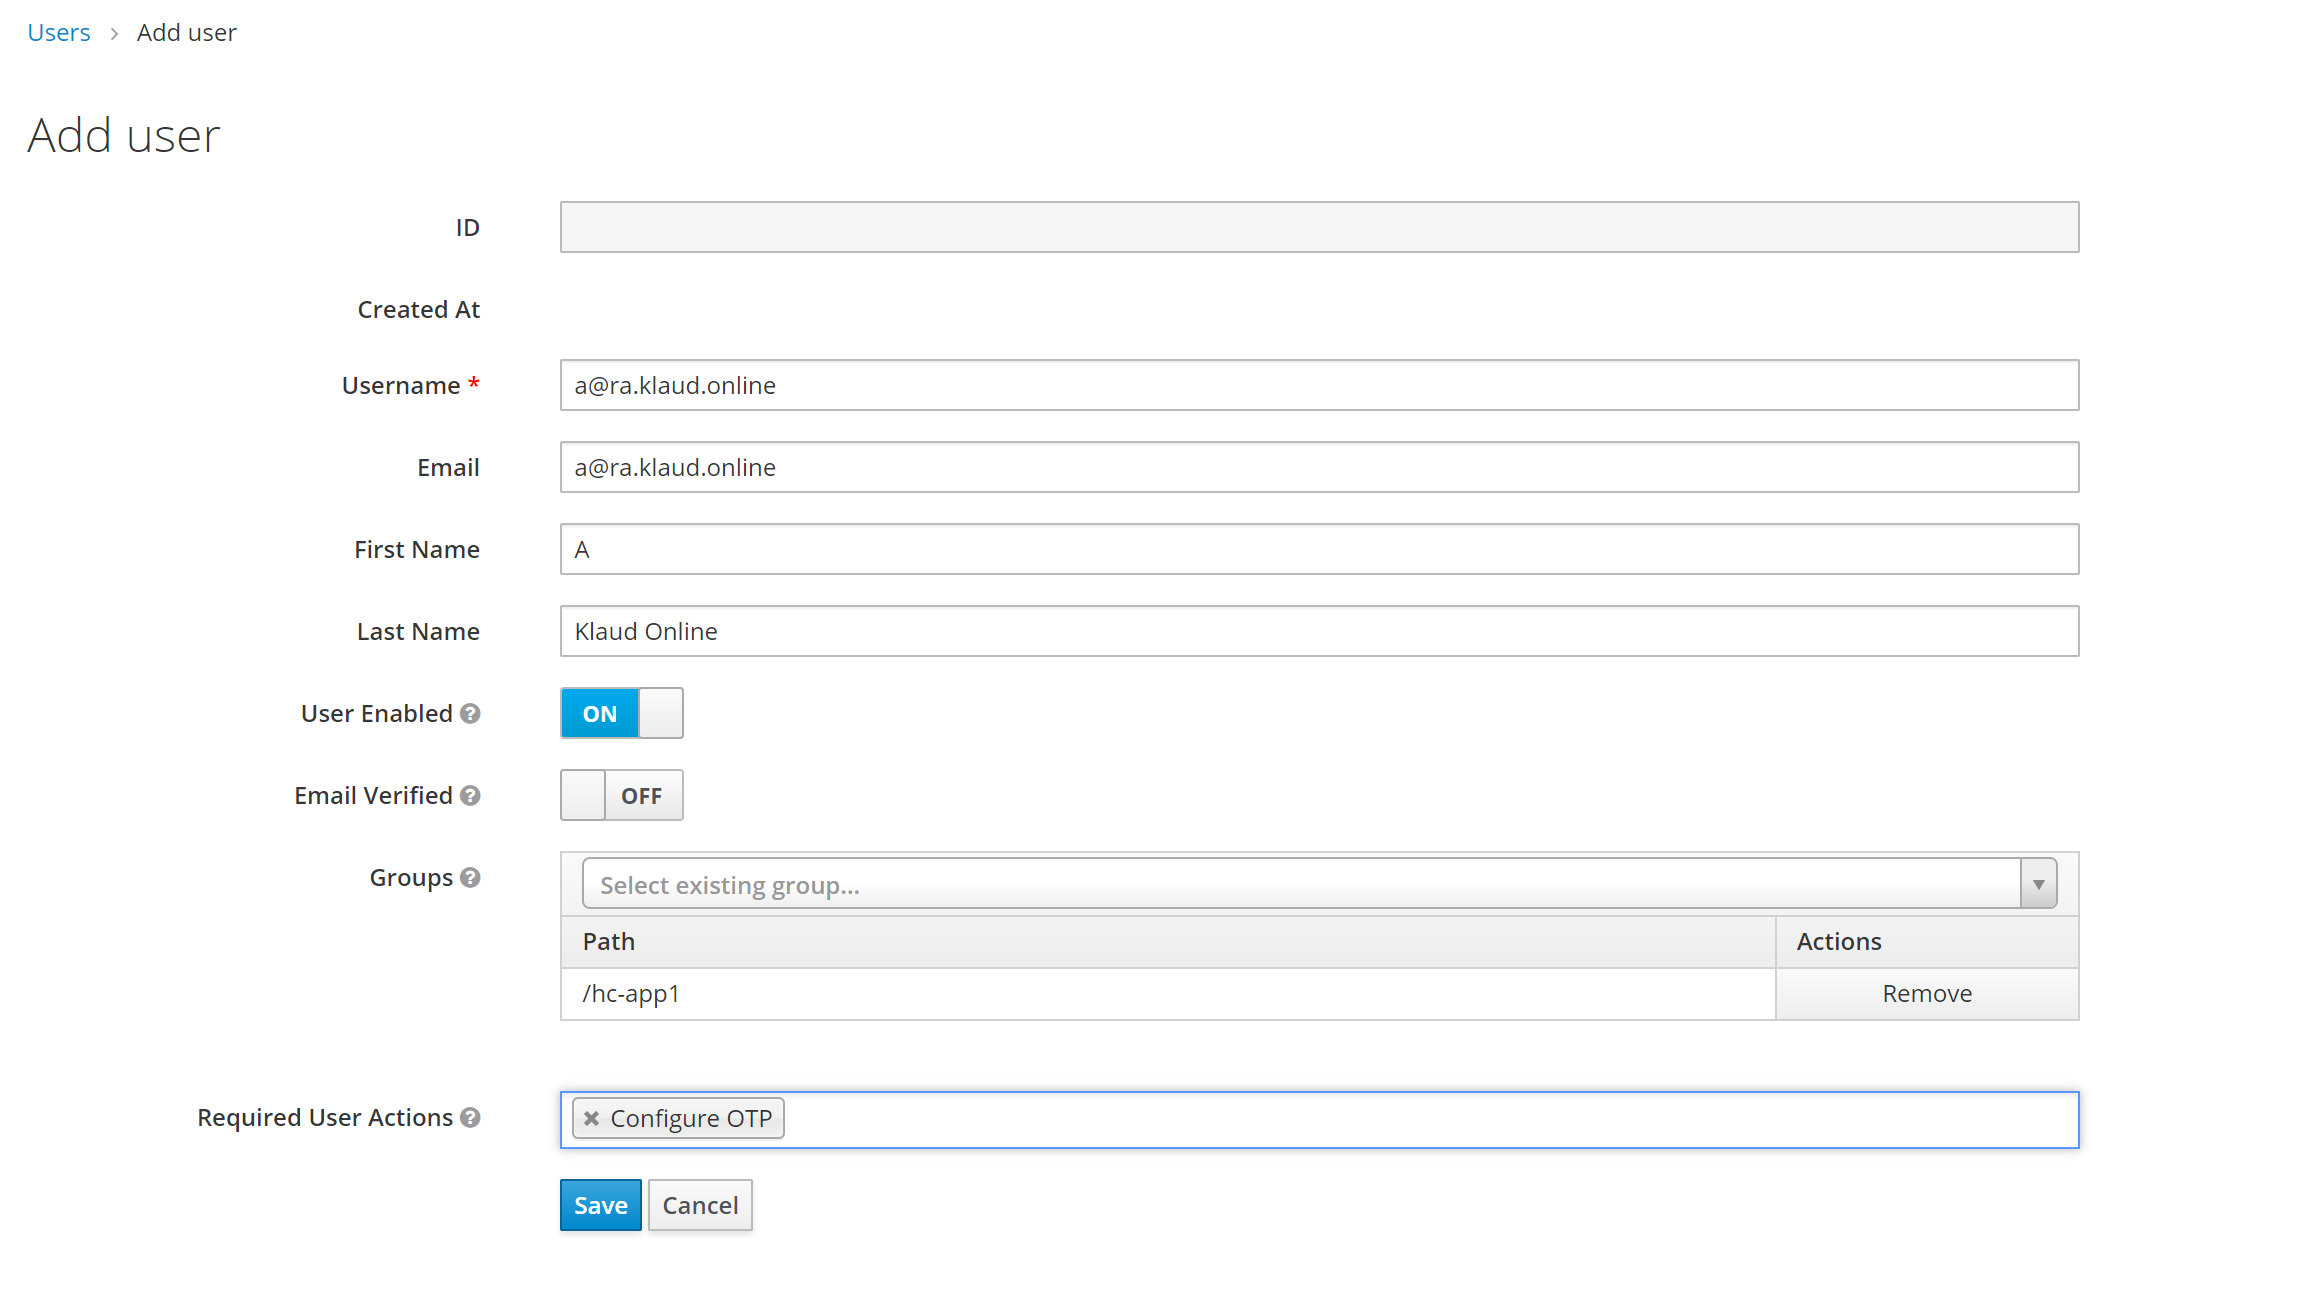 Users > Add user
Add user
ID
Created At
Username * a@ra.klaud.online
Email a@ra.klaud.online
First Name A
Last Name Klaud Online
User Enabled ON
Email Verified OFF
Groups Select existing group...
Path Actions
/hc-app1 Remove
Required User Actions Configure OTP
Save Cancel